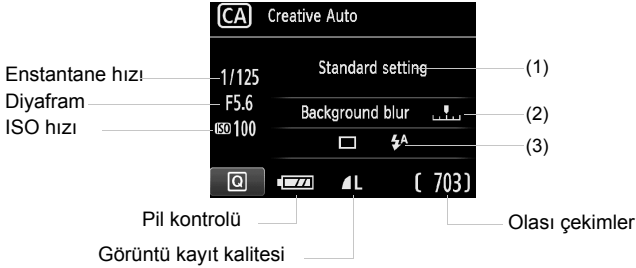 CA Creative Auto
Enstantane hızı
1/125
Standard setting
(1)
Diyafram
F5.6
Background blur
(2)
ISO hızı
ISO 100
A
(3)
Q
L
[ 703]
Pil kontrolü
Olası çekimler
Görüntü kayıt kalitesi